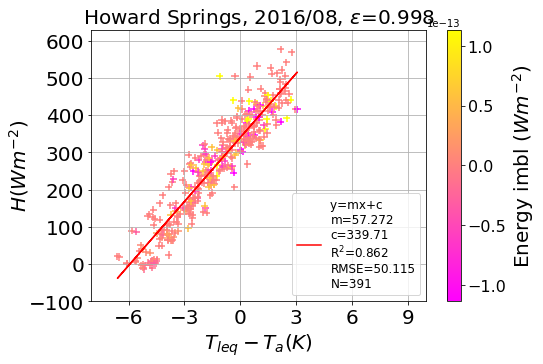 Howard Springs, 2016/08, ε=0.998
1e−13
600
500
400
300
200
100
0
−100
H(Wm⁻²)
−6 −3 0 3 6 9
T_{leq} − T_a(K)
y=mx+c
m=57.272
c=339.71
R²=0.862
RMSE=50.115
N=391
1.0
0.5
0.0
−0.5
−1.0
Energy imbl (Wm⁻²)